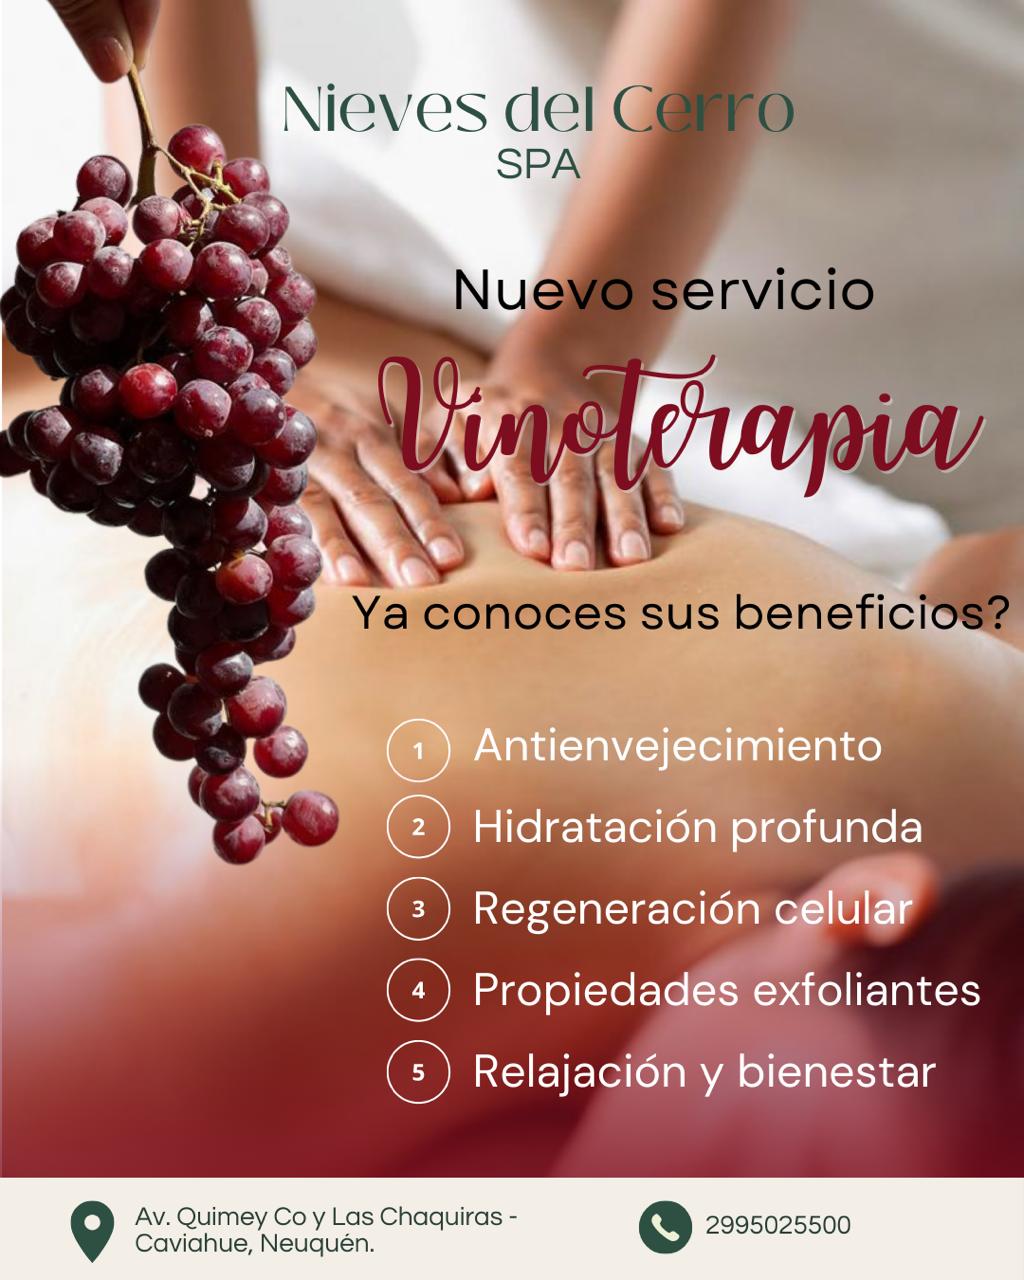 Nieves del Cerro
SPA
Nuevo servicio
Vinoterapia
Ya conoces sus beneficios?
1 Antienvejecimiento
2 Hidratación profunda
3 Regeneración celular
4 Propiedades exfoliantes
5 Relajación y bienestar
Av. Quimey Co y Las Chaquiras -
Caviahue, Neuquén.
2995025500